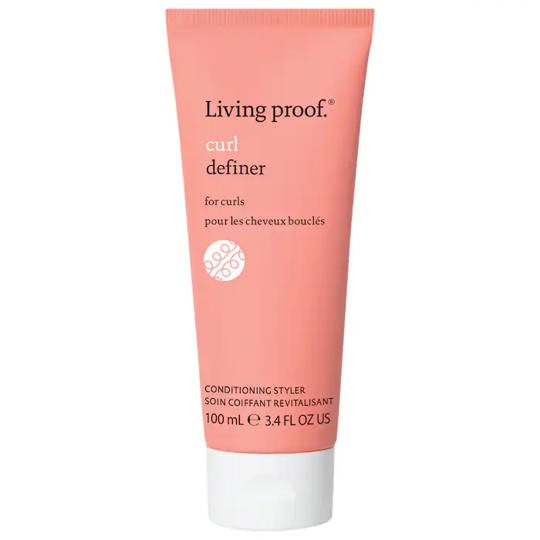 Living proof.®
curl
definer
for curls
pour les cheveux bouclés
CONDITIONING STYLER
SOIN COIFFANT REVITALISANT
100 mL ℮ 3.4 FL OZ US